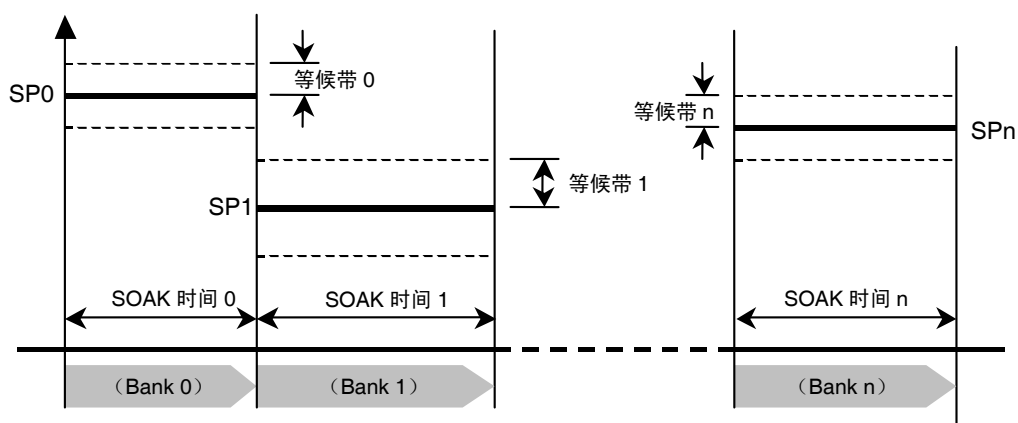 等候带 0
SP0
等候带 n
SPn
等候带 1
SP1
SOAK 时间 0
SOAK 时间 1
SOAK 时间 n
（Bank 0）
（Bank 1）
（Bank n）